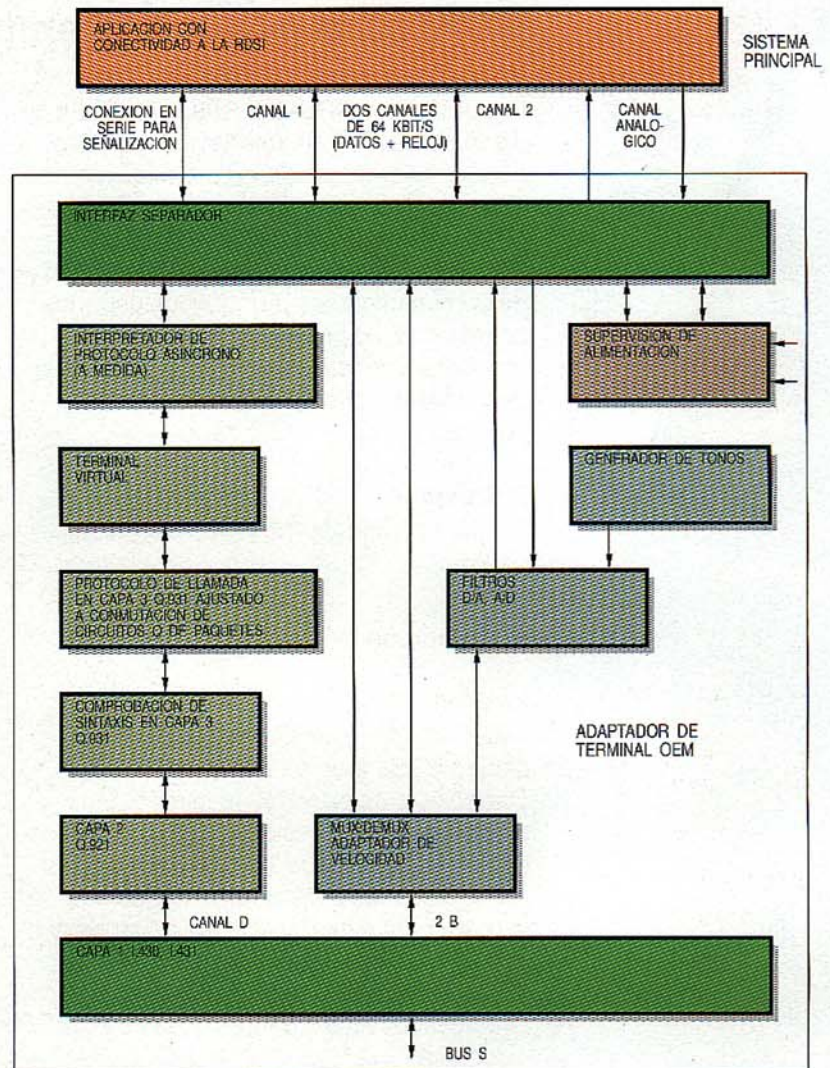 APLICACION CON
CONECTIVIDAD A LA RDSI
SISTEMA
PRINCIPAL
CONEXION EN
SERIE PARA
SEÑALIZACION
CANAL 1
DOS CANALES
DE 64 KBIT/S
(DATOS + RELOJ)
CANAL 2
CANAL
ANALO-
GICO
INTERFAZ SEPARADOR
INTERPRETADOR DE
PROTOCOLO ASINCRONO
(A MEDIDA)
SUPERVISION DE
ALIMENTACION
TERMINAL
VIRTUAL
GENERADOR DE TONOS
PROTOCOLO DE LLAMADA
EN CAPA 3 Q.931 AJUSTADO
A CONMUTACION DE
CIRCUITOS O DE PAQUETES
FILTROS
D/A, A/D
COMPROBACION DE
SINTAXIS EN CAPA 3
Q.931
ADAPTADOR DE
TERMINAL OEM
CAPA 2
Q.921
MUX/DEMUX
ADAPTADOR DE
VELOCIDAD
CANAL D
2 B
CAPA 1 I.430, I.431
BUS S